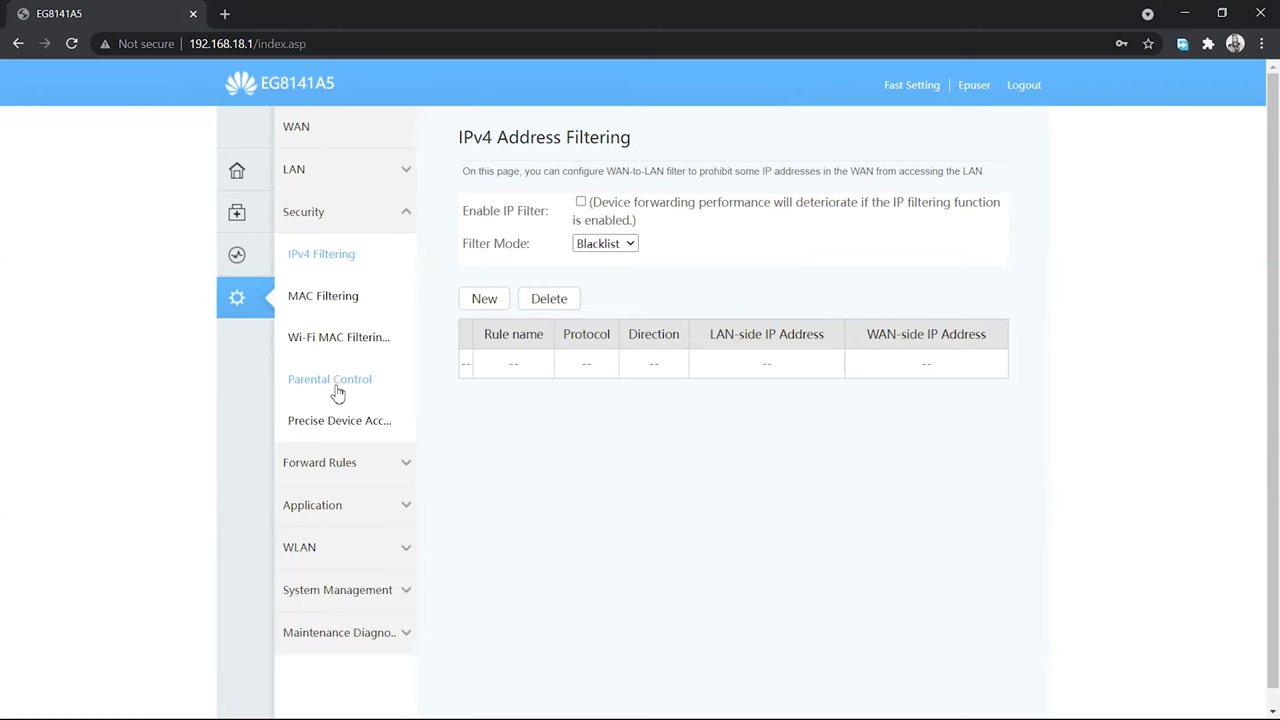 EG8141A5
Not secure
192.168.18.1/index.asp
EG8141A5
Fast Setting
Epuser
Logout
WAN
LAN
Security
IPv4 Filtering
MAC Filtering
Wi-Fi MAC Filterin...
Parental Control
Precise Device Acc...
Forward Rules
Application
WLAN
System Management
Maintenance Diagno..
IPv4 Address Filtering
On this page, you can configure WAN-to-LAN filter to prohibit some IP addresses in the WAN from accessing the LAN.
Enable IP Filter:
(Device forwarding performance will deteriorate if the IP filtering function
is enabled.)
Filter Mode:
Blacklist
New
Delete
Rule name
Protocol
Direction
LAN-side IP Address
WAN-side IP Address
--
--
--
--
--
--